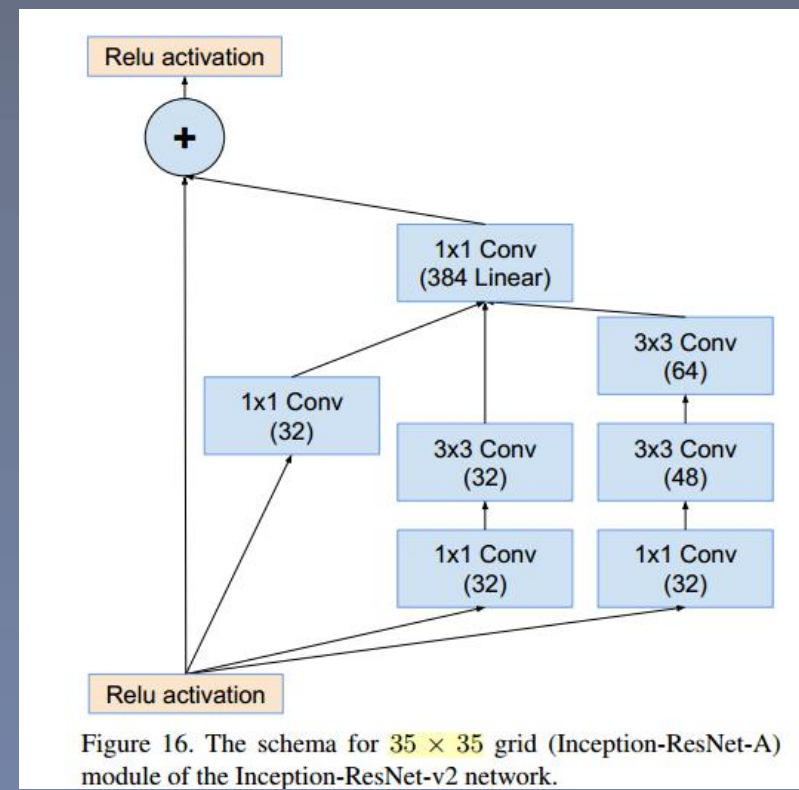 Relu activation
+
1x1 Conv
(384 Linear)
3x3 Conv
(64)
1x1 Conv
(32)
3x3 Conv
(32)
3x3 Conv
(48)
1x1 Conv
(32)
1x1 Conv
(32)
Relu activation
Figure 16. The schema for 35 × 35 grid (Inception-ResNet-A)
module of the Inception-ResNet-v2 network.